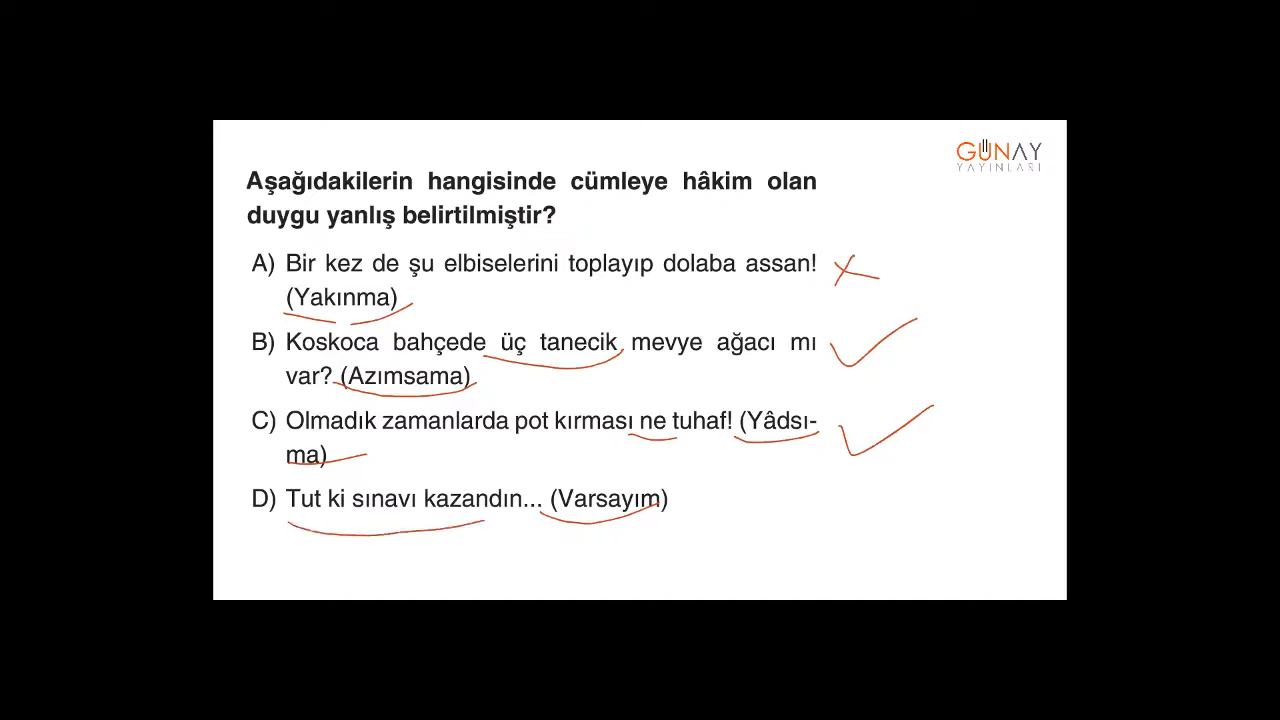 GÜNAY
YAYINLARI
Aşağıdakilerin hangisinde cümleye hâkim olan
duygu yanlış belirtilmiştir?
A) Bir kez de şu elbiselerini toplayıp dolaba assan!
(Yakınma)
B) Koskoca bahçede üç tanecik mevye ağacı mı
var? (Azımsama)
C) Olmadık zamanlarda pot kırması ne tuhaf! (Yâdsı-
ma)
D) Tut ki sınavı kazandın... (Varsayım)